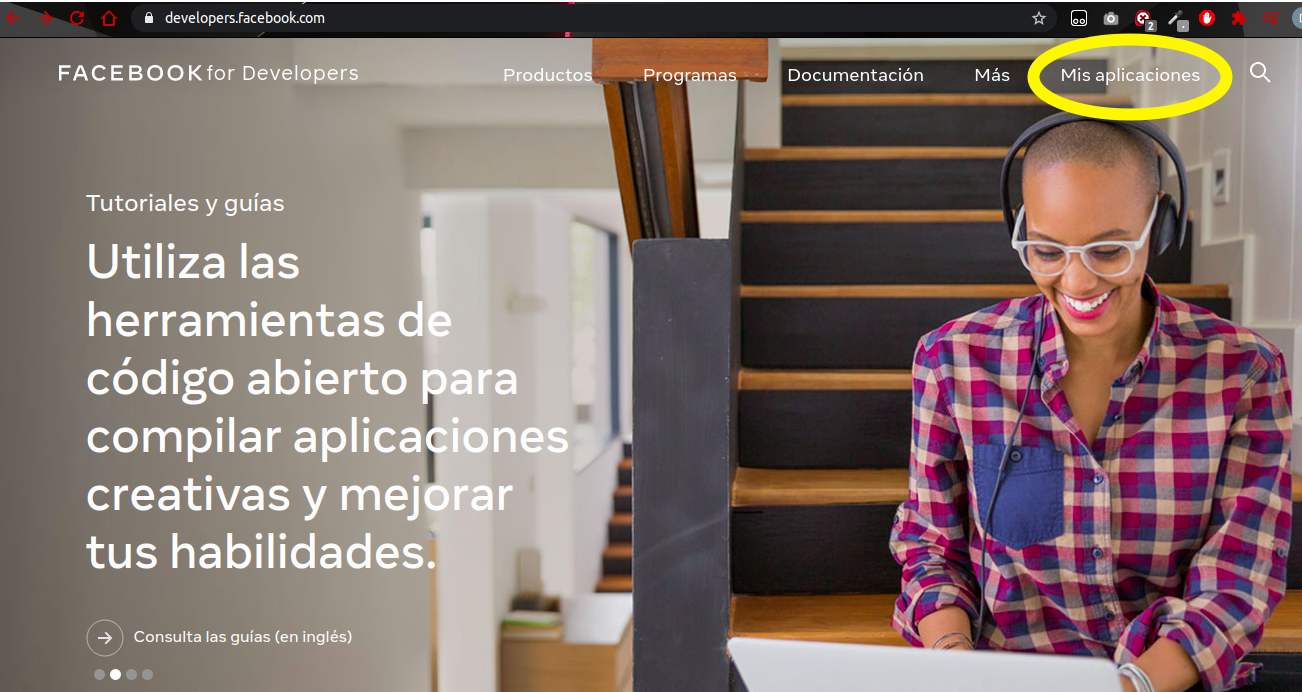 developers.facebook.com
2
FACEBOOK for Developers
Productos
Programas
Documentación
Más
Mis aplicaciones
Tutoriales y guías
Utiliza las
herramientas de
código abierto para
compilar aplicaciones
creativas y mejorar
tus habilidades.
Consulta las guías (en inglés)